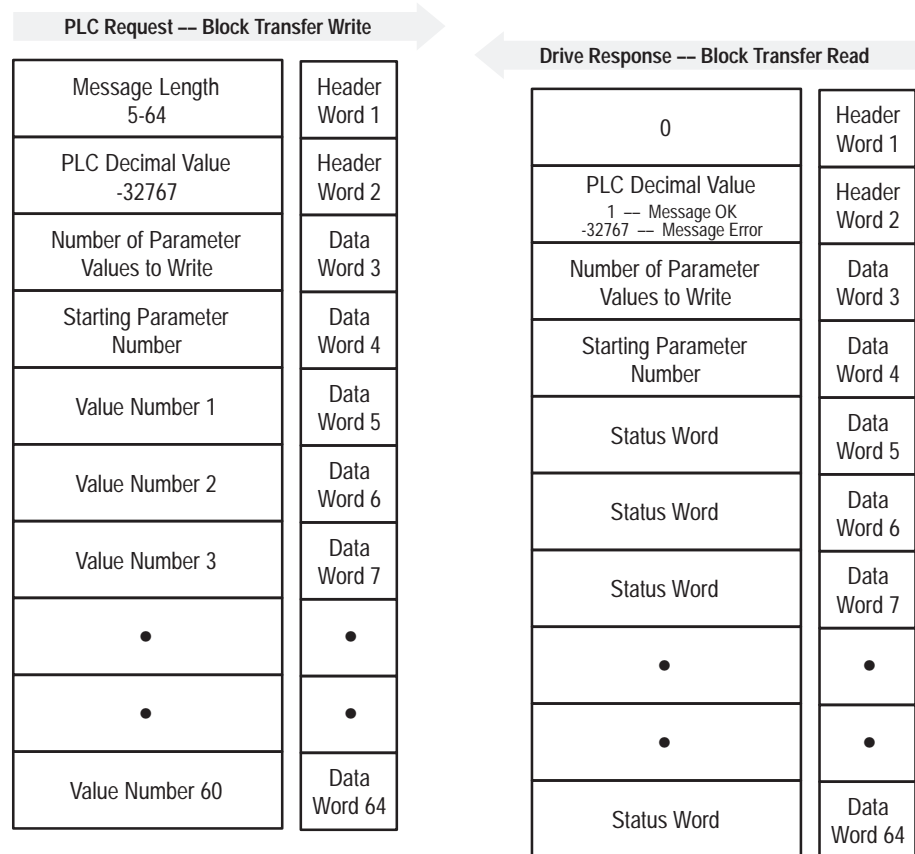 PLC Request –– Block Transfer Write
Message Length
5-64
Header
Word 1
PLC Decimal Value
-32767
Header
Word 2
Number of Parameter
Values to Write
Data
Word 3
Starting Parameter
Number
Data
Word 4
Value Number 1
Data
Word 5
Value Number 2
Data
Word 6
Value Number 3
Data
Word 7
•
•
•
•
Value Number 60
Data
Word 64
Drive Response –– Block Transfer Read
0
Header
Word 1
PLC Decimal Value
1 –– Message OK
-32767 –– Message Error
Header
Word 2
Number of Parameter
Values to Write
Data
Word 3
Starting Parameter
Number
Data
Word 4
Status Word
Data
Word 5
Status Word
Data
Word 6
Status Word
Data
Word 7
•
•
•
•
Status Word
Data
Word 64